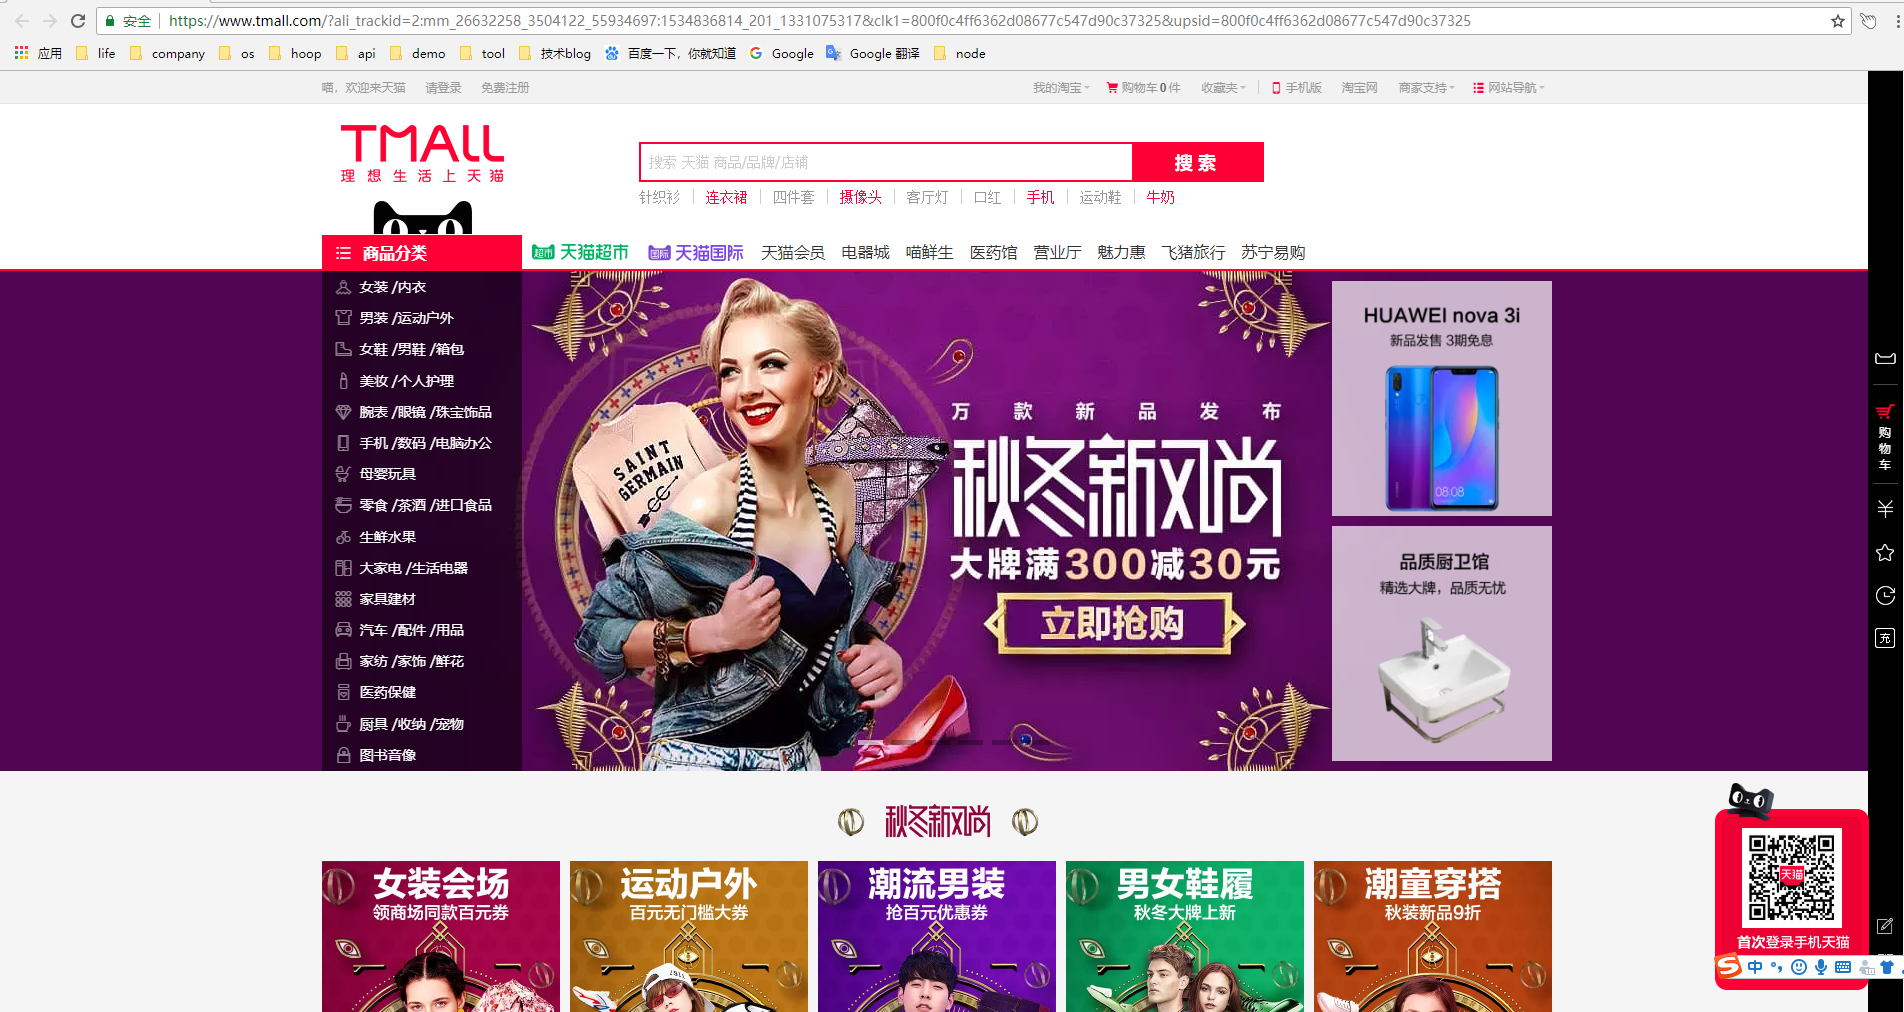 安全 https://www.tmall.com/?ali_trackid=2:mm_26632258_3504122_55934697:1534836814_201_1331075317&clk1=800f0c4ff6362d08677c547d90c37325&upsid=800f0c4ff6362d08677c547d90c37325
应用 life company os hoop api demo tool 技术blog 百度一下，你就知道 Google Google 翻译 node
喵，欢迎来天猫 请登录 免费注册 我的淘宝 购物车0件 收藏夹 手机版 淘宝网 商家支持 网站导航
TMALL
理想生活上天猫
搜索 天猫 商品/品牌/店铺 搜索
针织衫 连衣裙 四件套 摄像头 客厅灯 口红 手机 运动鞋 牛奶
商品分类 超市 天猫超市 国际 天猫国际 天猫会员 电器城 喵鲜生 医药馆 营业厅 魅力惠 飞猪旅行 苏宁易购
女装 /内衣
男装 /运动户外
女鞋 /男鞋 /箱包
美妆 /个人护理
腕表 /眼镜 /珠宝饰品
手机 /数码 /电脑办公
母婴玩具
零食 /茶酒 /进口食品
生鲜水果
大家电 /生活电器
家具建材
汽车 /配件 /用品
家纺 /家饰 /鲜花
医药保健
厨具 /收纳 /宠物
图书音像
SAINT
GERMAIN
万款新品发布
秋冬新风尚
大牌满300减30元
立即抢购
HUAWEI nova 3i
新品发售 3期免息
08:08
品质厨卫馆
精选大牌，品质无忧
购物车
充
秋冬新风尚
女装会场 运动户外 潮流男装 男女鞋履 潮童穿搭
领商场同款百元券 百元无门槛大券 抢百元优惠券 秋冬大牌上新 秋装新品9折
天猫
首次登录手机天猫
中